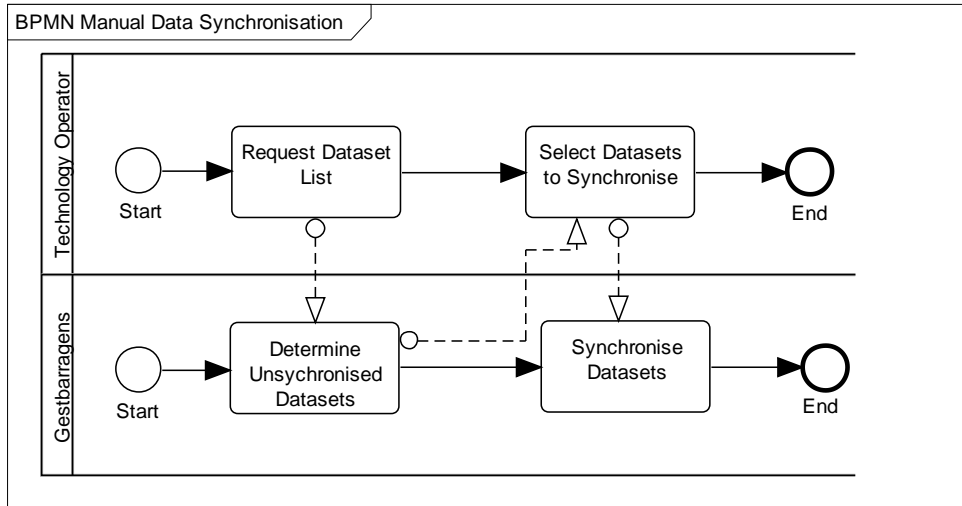 BPMN Manual Data Synchronisation
Technology Operator
Request Dataset
List
Select Datasets
to Synchronise
Start
End
Gestbarragens
Determine
Unsychronised
Datasets
Synchronise
Datasets
Start
End